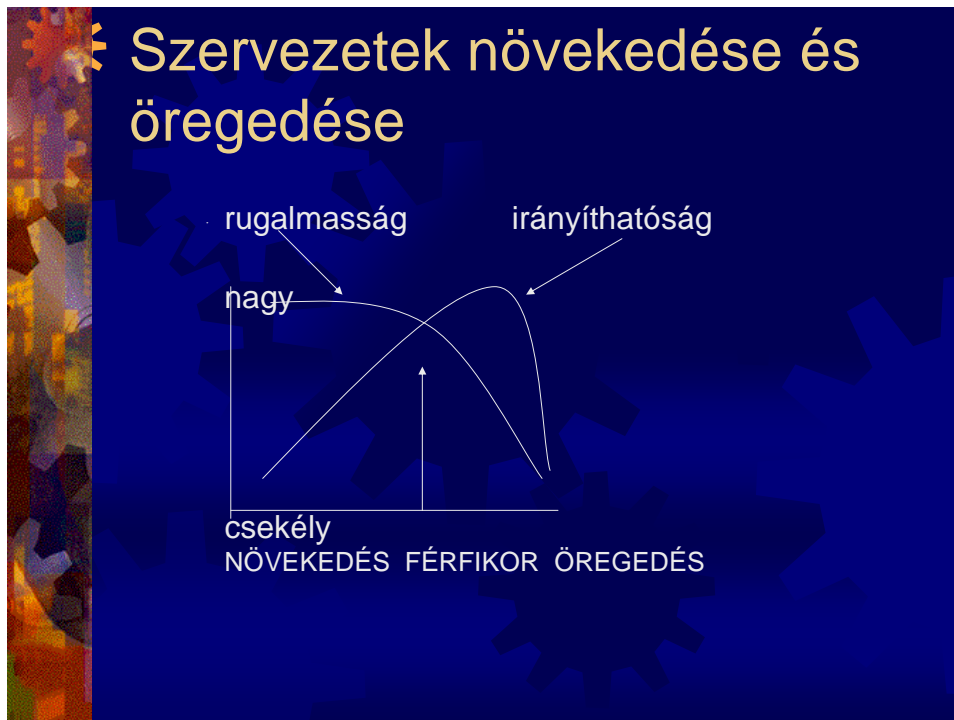 Szervezetek növekedése és
öregedése
rugalmasság irányíthatóság
nagy
csekély
NÖVEKEDÉS FÉRFIKOR ÖREGEDÉS